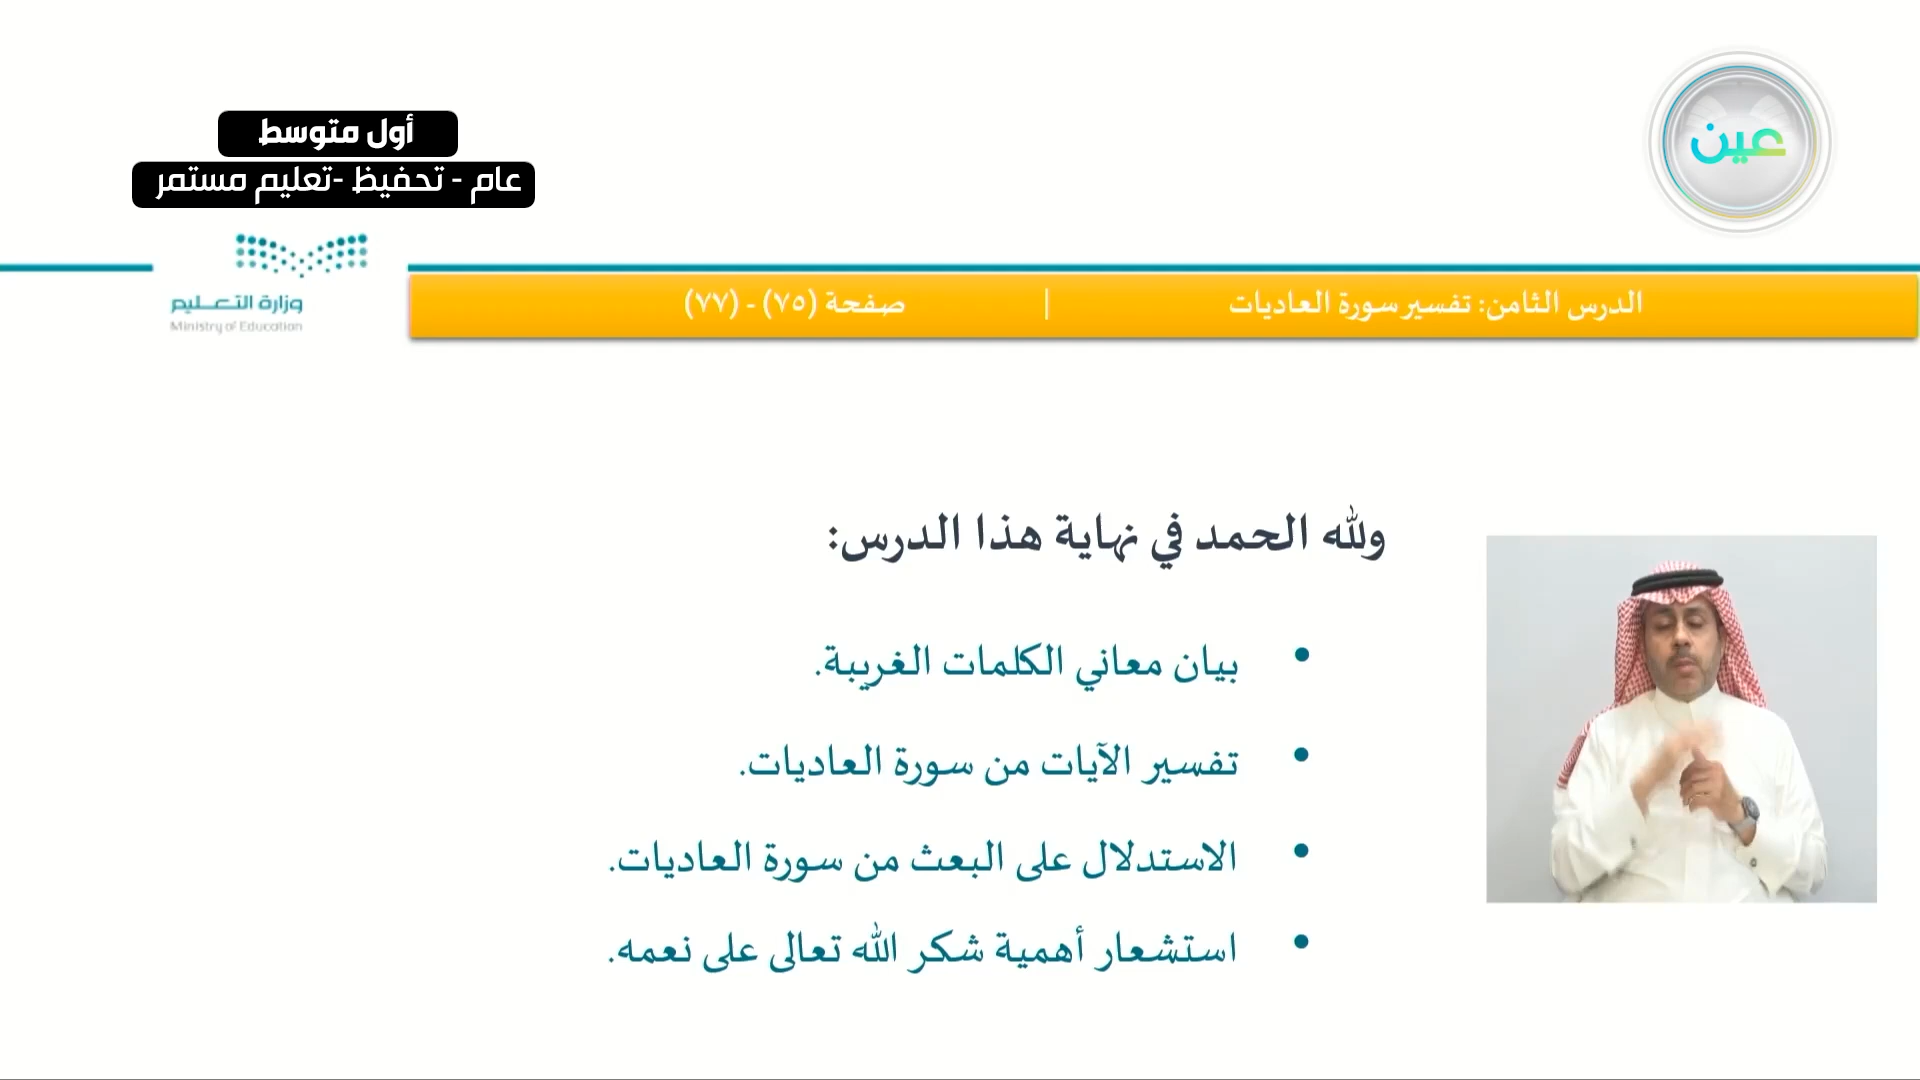 عين
أول متوسط
عام - تحفيظ -تعليم مستمر
وزارة التعـــليم
Ministry of Education
الدرس الثامن: تفسير سورة العاديات | صفحة (٧٥) - (٧٧)
ولله الحمد في نهاية هذا الدرس:
• بيان معاني الكلمات الغريبة.
• تفسير الآيات من سورة العاديات.
• الاستدلال على البعث من سورة العاديات.
• استشعار أهمية شكر الله تعالى على نعمه.